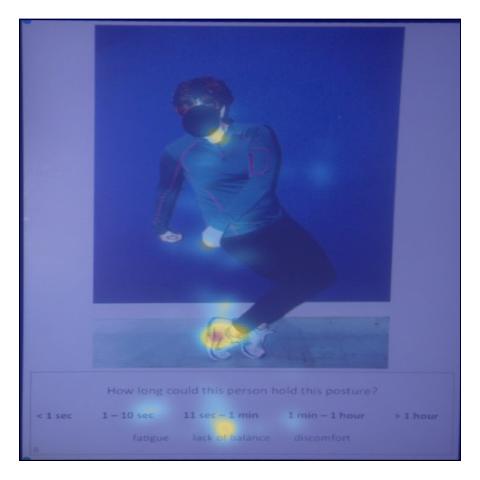 How long could this person hold this posture?
< 1 sec 1 – 10 sec 11 sec – 1 min 1 min – 1 hour > 1 hour
fatigue lack of balance discomfort